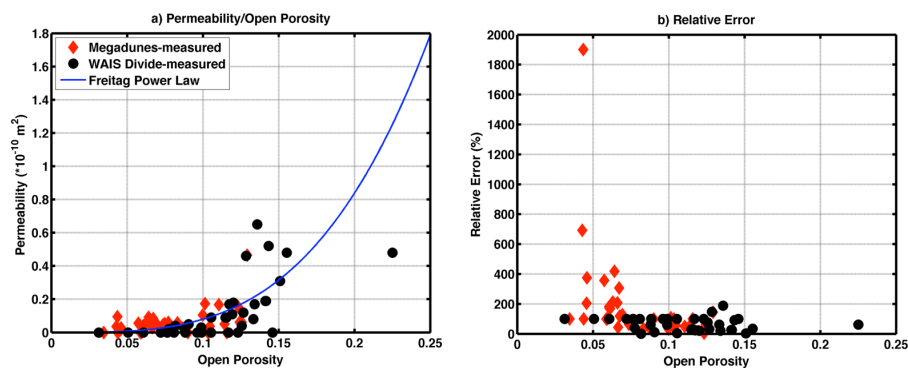 a) Permeability/Open Porosity
1.8
1.6
1.4
1.2
1
0.8
0.6
0.4
0.2
0
Permeability (*10⁻¹⁰ m²)
Megadunes-measured
WAIS Divide-measured
Freitag Power Law
0 0.05 0.1 0.15 0.2 0.25
Open Porosity
b) Relative Error
2000
1800
1600
1400
1200
1000
800
600
400
200
0
Relative Error (%)
0 0.05 0.1 0.15 0.2 0.25
Open Porosity